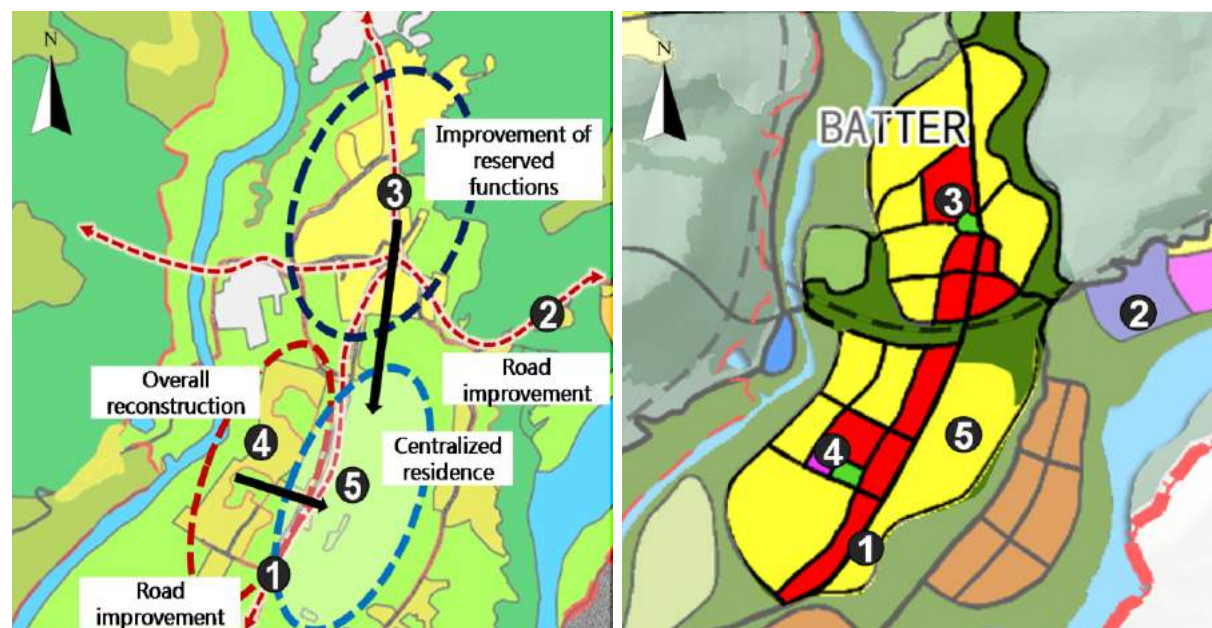 N
Improvement of
reserved
functions
3
2
Road
improvement
Overall
reconstruction
4
Centralized
residence
5
1
Road
improvement
N
BATTER
3
2
5
4
1